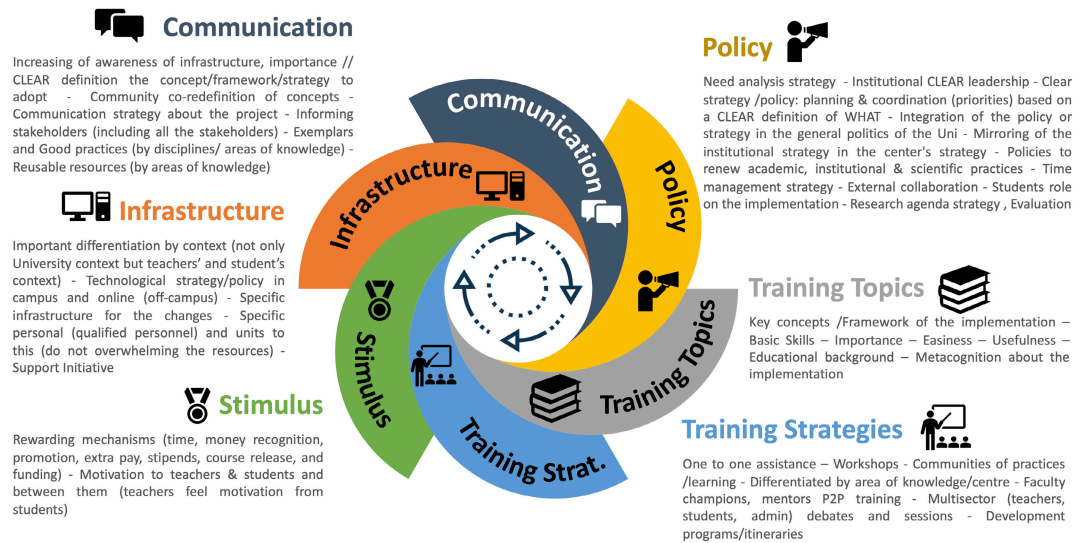 Communication
Increasing of awareness of infrastructure, importance //
CLEAR definition the concept/framework/strategy to
adopt - Community co-redefinition of concepts -
Communication strategy about the project - Informing
stakeholders (including all the stakeholders) - Exemplars
and Good practices (by disciplines/ areas of knowledge) -
Reusable resources (by areas of knowledge)
Infrastructure
Important differentiation by context (not only
University context but teachers’ and student’s
context) - Technological strategy/policy in
campus and online (off-campus) - Specific
infrastructure for the changes - Specific
personal (qualified personnel) and units to
this (do not overwhelming the resources) -
Support Initiative
Stimulus
Rewarding mechanisms (time, money recognition,
promotion, extra pay, stipends, course release, and
funding) - Motivation to teachers & students and
between them (teachers feel motivation from
students)
Communication
Policy
Training Topics
Training Strat.
Stimulus
Infrastructure
Policy
Need analysis strategy - Institutional CLEAR leadership - Clear
strategy /policy: planning & coordination (priorities) based on
a CLEAR definition of WHAT - Integration of the policy or
strategy in the general politics of the Uni - Mirroring of the
institutional strategy in the center's strategy - Policies to
renew academic, institutional & scientific practices - Time
management strategy - External collaboration - Students role
on the implementation - Research agenda strategy , Evaluation
Training Topics
Key concepts /Framework of the implementation –
Basic Skills – Importance – Easiness – Usefulness –
Educational background – Metacognition about the
implementation
Training Strategies
One to one assistance – Workshops - Communities of practices
/learning - Differentiated by area of knowledge/centre - Faculty
champions, mentors P2P training - Multisector (teachers,
students, admin) debates and sessions - Development
programs/itineraries